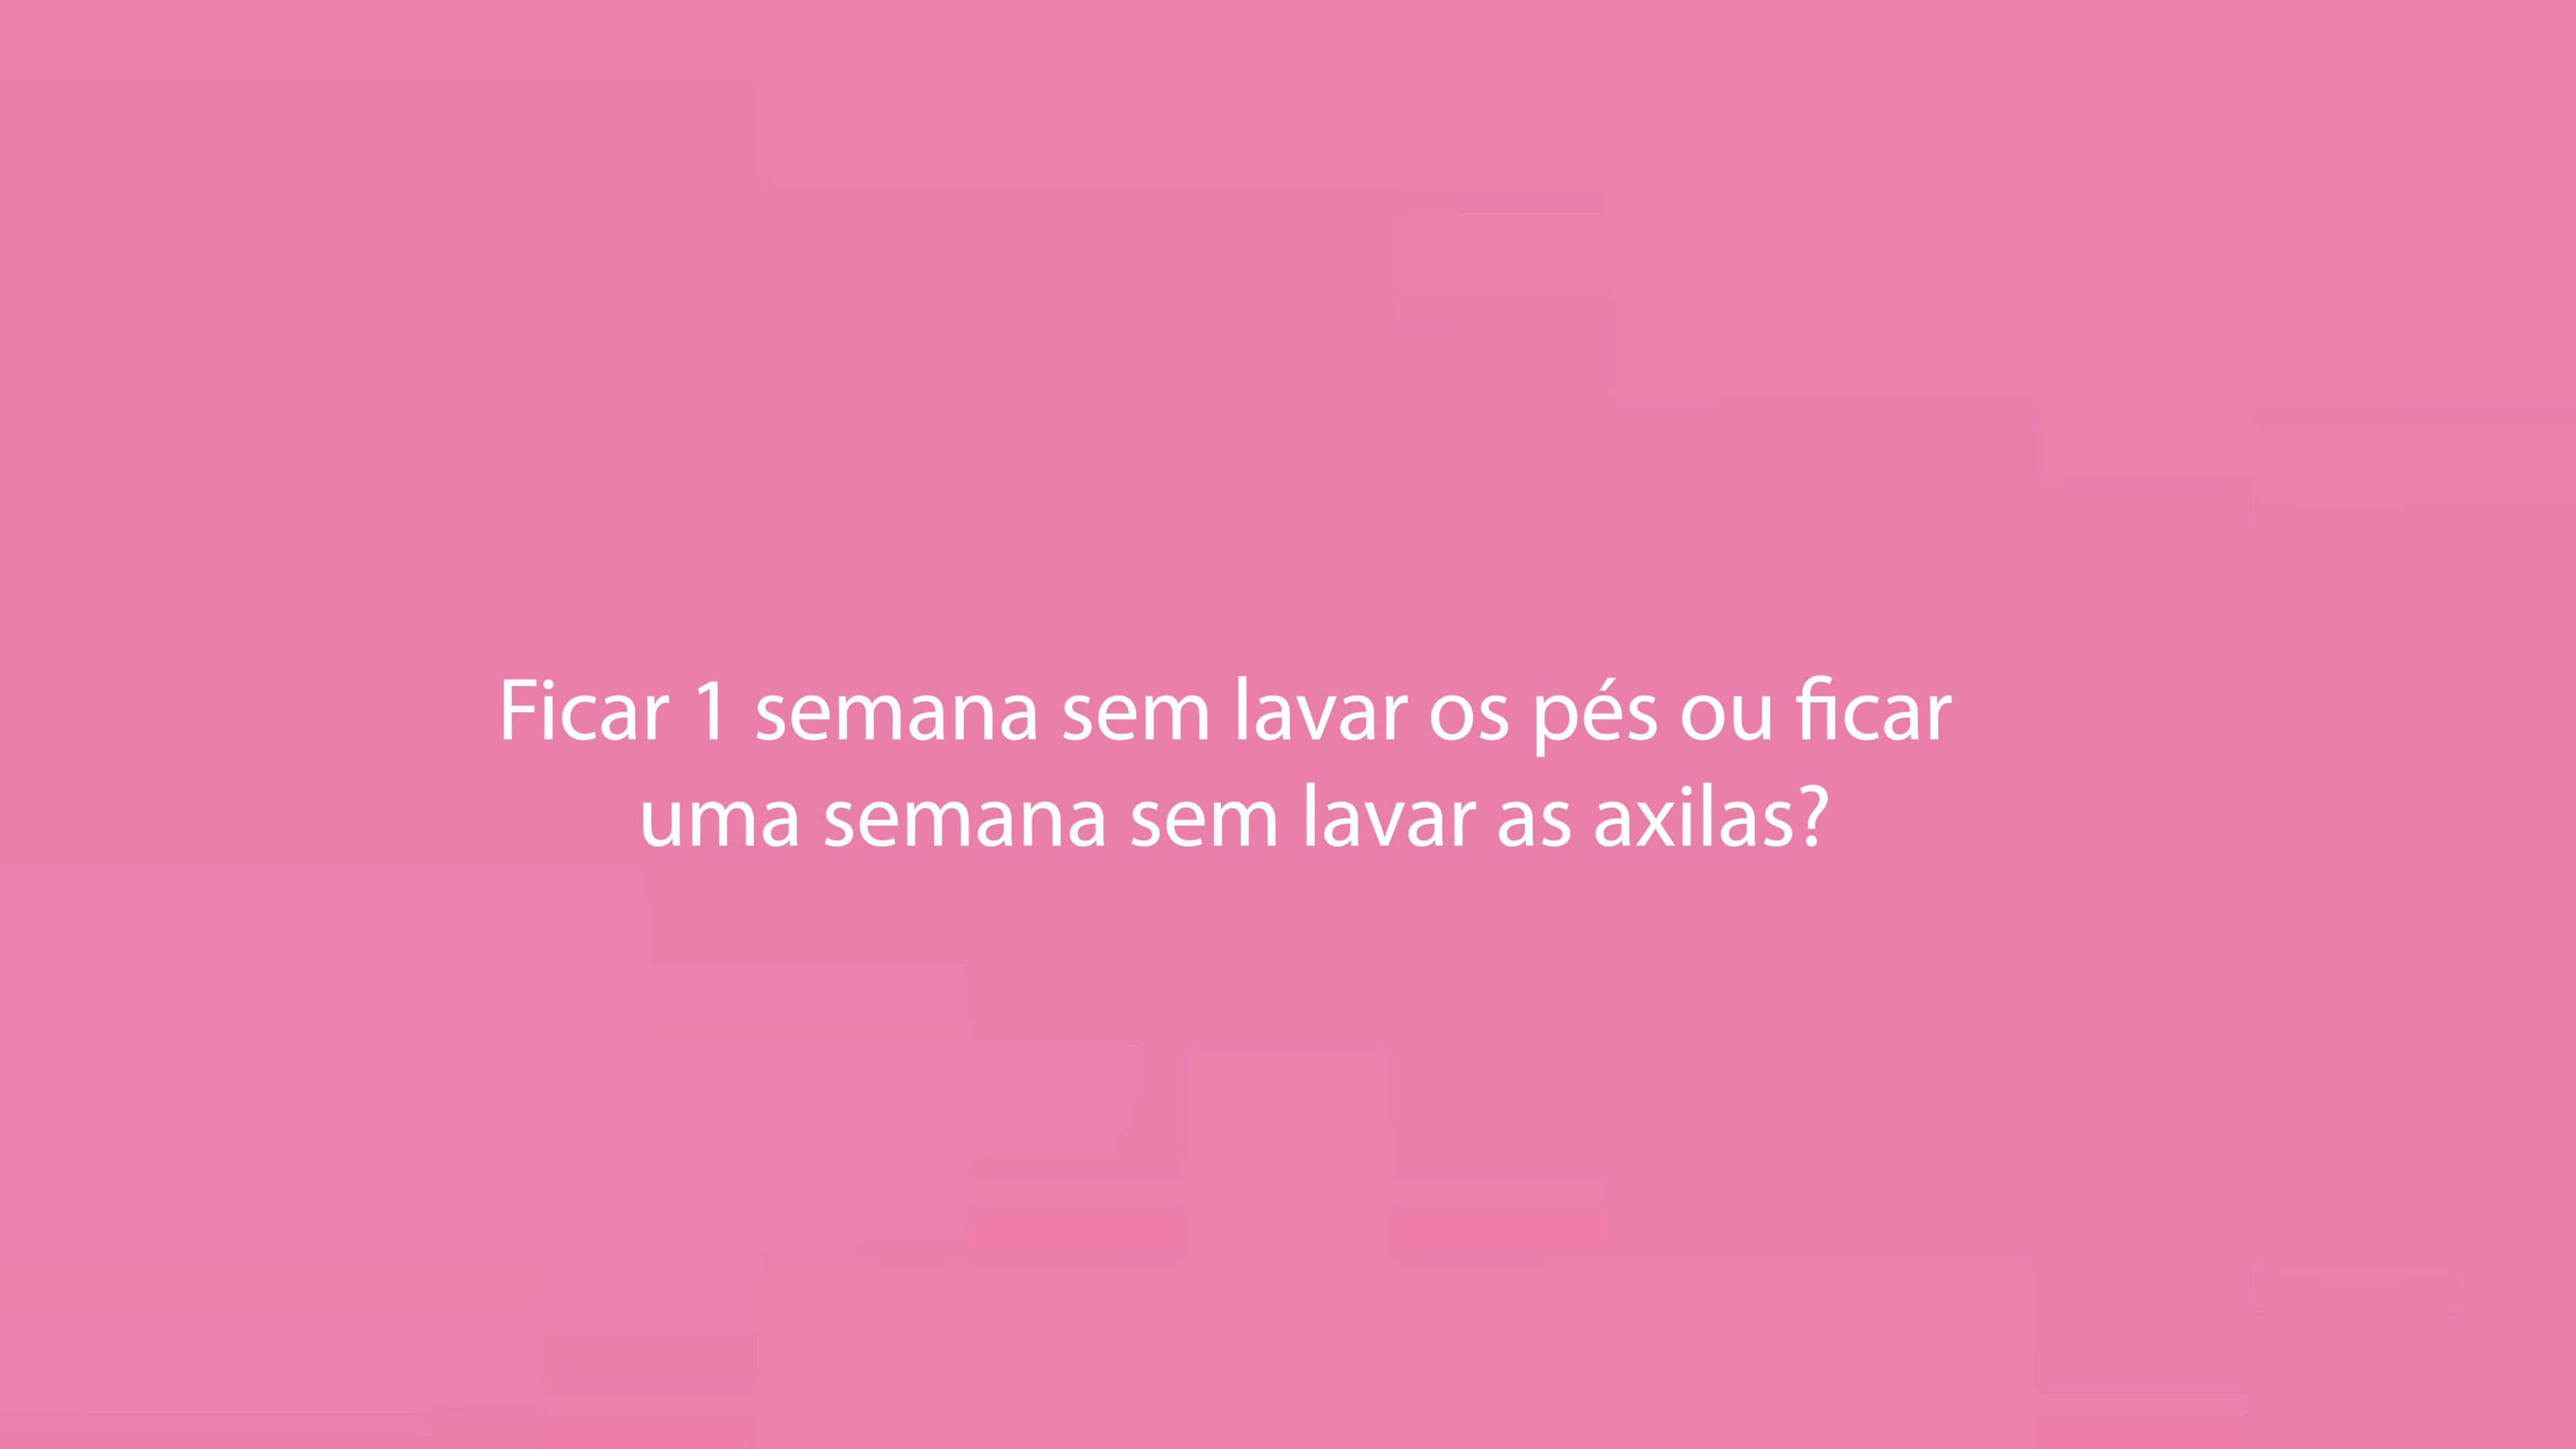 Ficar 1 semana sem lavar os pés ou ficar
uma semana sem lavar as axilas?